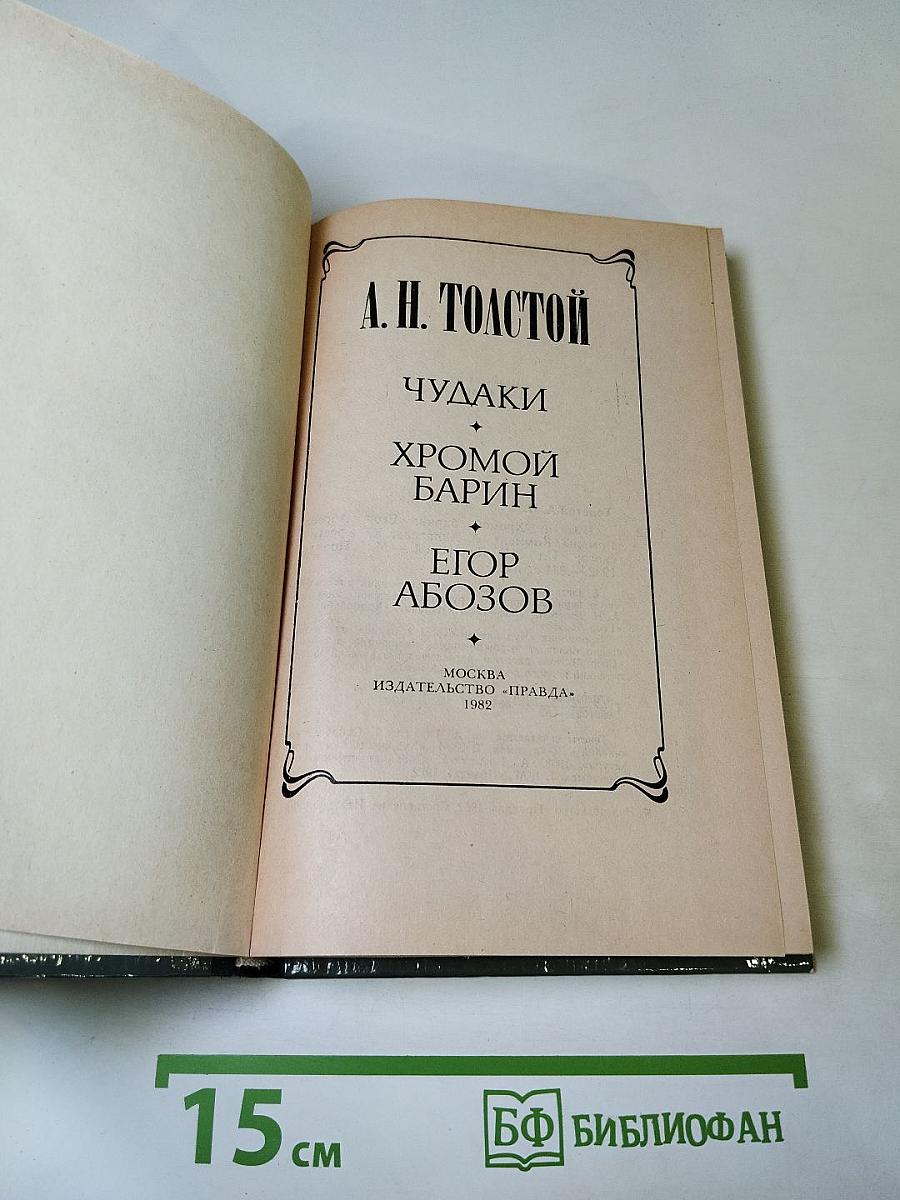 А. Н. ТОЛСТОЙ
ЧУДАКИ
ХРОМОЙ
БАРИН
ЕГОР
АБОЗОВ
МОСКВА
ИЗДАТЕЛЬСТВО «ПРАВДА»
1982
15 см
БФ БИБЛИОФАН